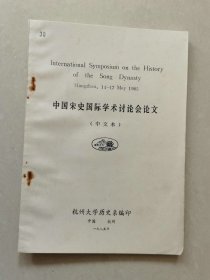 30
International Symposium on the History
of the Song Dynasty
Hangzhou, 14-17 May 1985
中国宋史国际学术讨论会论文
（中文本）
杭州大学历史系编印
中国 杭州
一九八五年